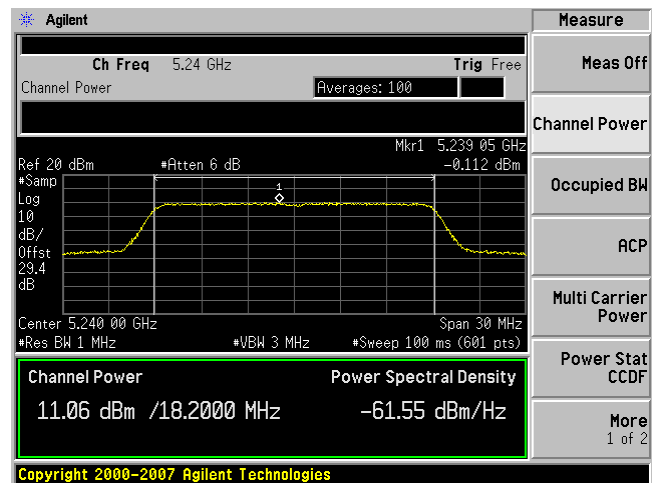 Agilent
Measure
Ch Freq 5.24 GHz Trig Free
Meas Off
Channel Power Averages: 100
Channel Power
Mkr1 5.239 05 GHz
Ref 20 dBm #Atten 6 dB -0.112 dBm
#Samp
Log
10
dB/
Offst
29.4
dB
1
Occupied BW
ACP
Multi Carrier
Power
Center 5.240 00 GHz Span 30 MHz
#Res BW 1 MHz #VBW 3 MHz #Sweep 100 ms (601 pts)
Power Stat
CCDF
Channel Power Power Spectral Density
11.06 dBm /18.2000 MHz -61.55 dBm/Hz
More
1 of 2
Copyright 2000-2007 Agilent Technologies